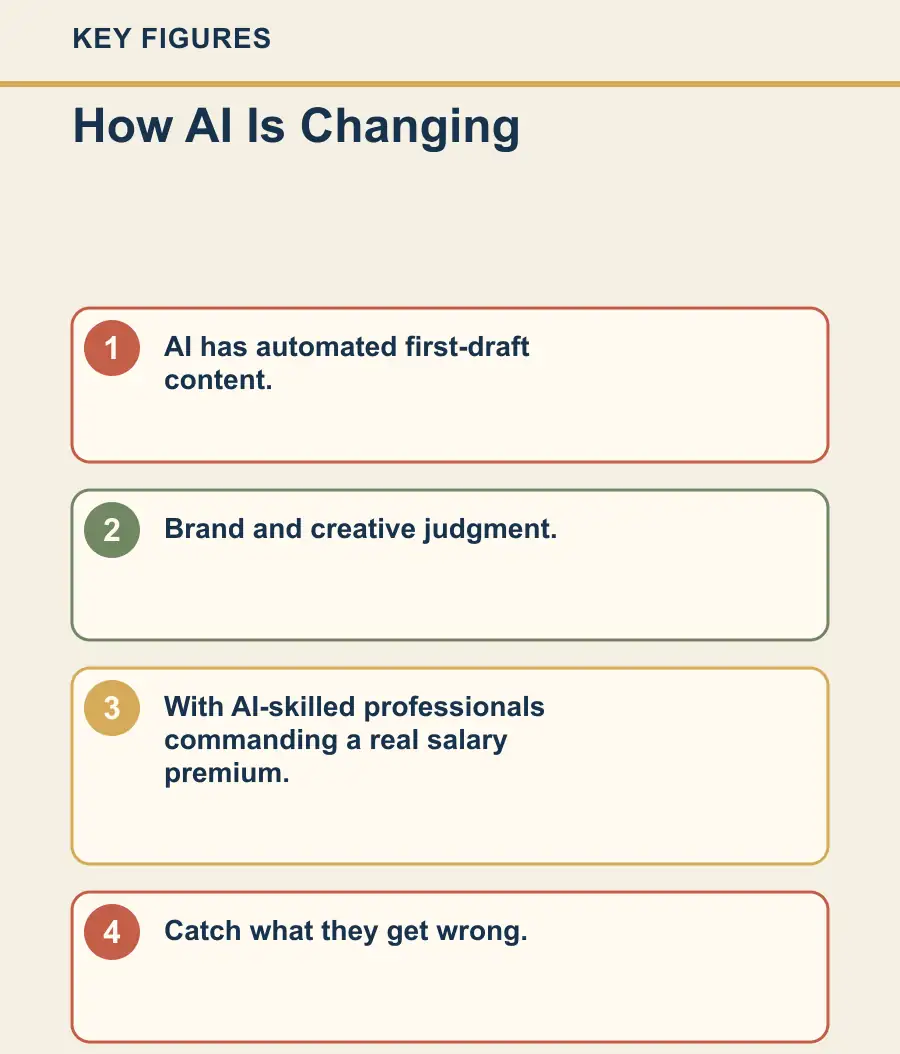 KEY FIGURES
How AI Is Changing
1
AI has automated first-draft
content.
2
Brand and creative judgment.
3
With AI-skilled professionals
commanding a real salary
premium.
4
Catch what they get wrong.